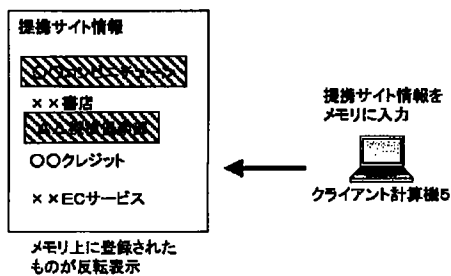 提携サイト情報
××書店
〇〇クレジット
××ECサービス
メモリ上に登録された
ものが反転表示
提携サイト情報を
メモリに入力
クライアント計算機5